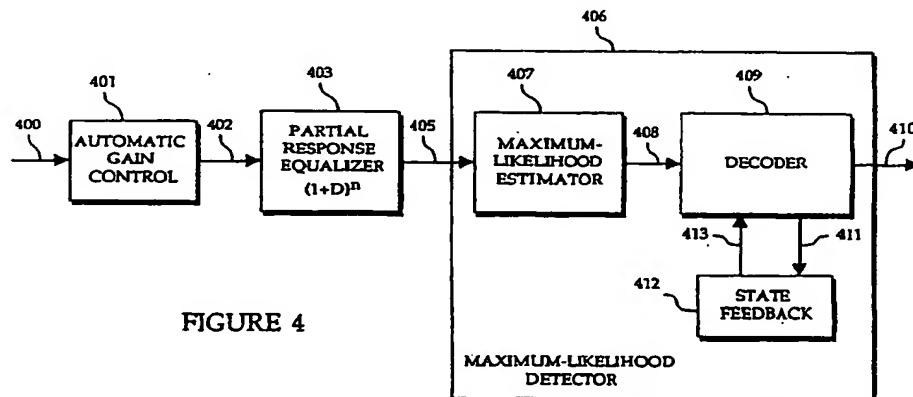 406
401
403
407
409
400
AUTOMATIC
GAIN
CONTROL
402
PARTIAL
RESPONSE
EQUALIZER
(1+D)^n
405
MAXIMUM-
LIKELIHOOD
ESTIMATOR
408
DECODER
410
413
411
412
STATE
FEEDBACK
FIGURE 4
MAXIMUM-LIKELIHOOD
DETECTOR